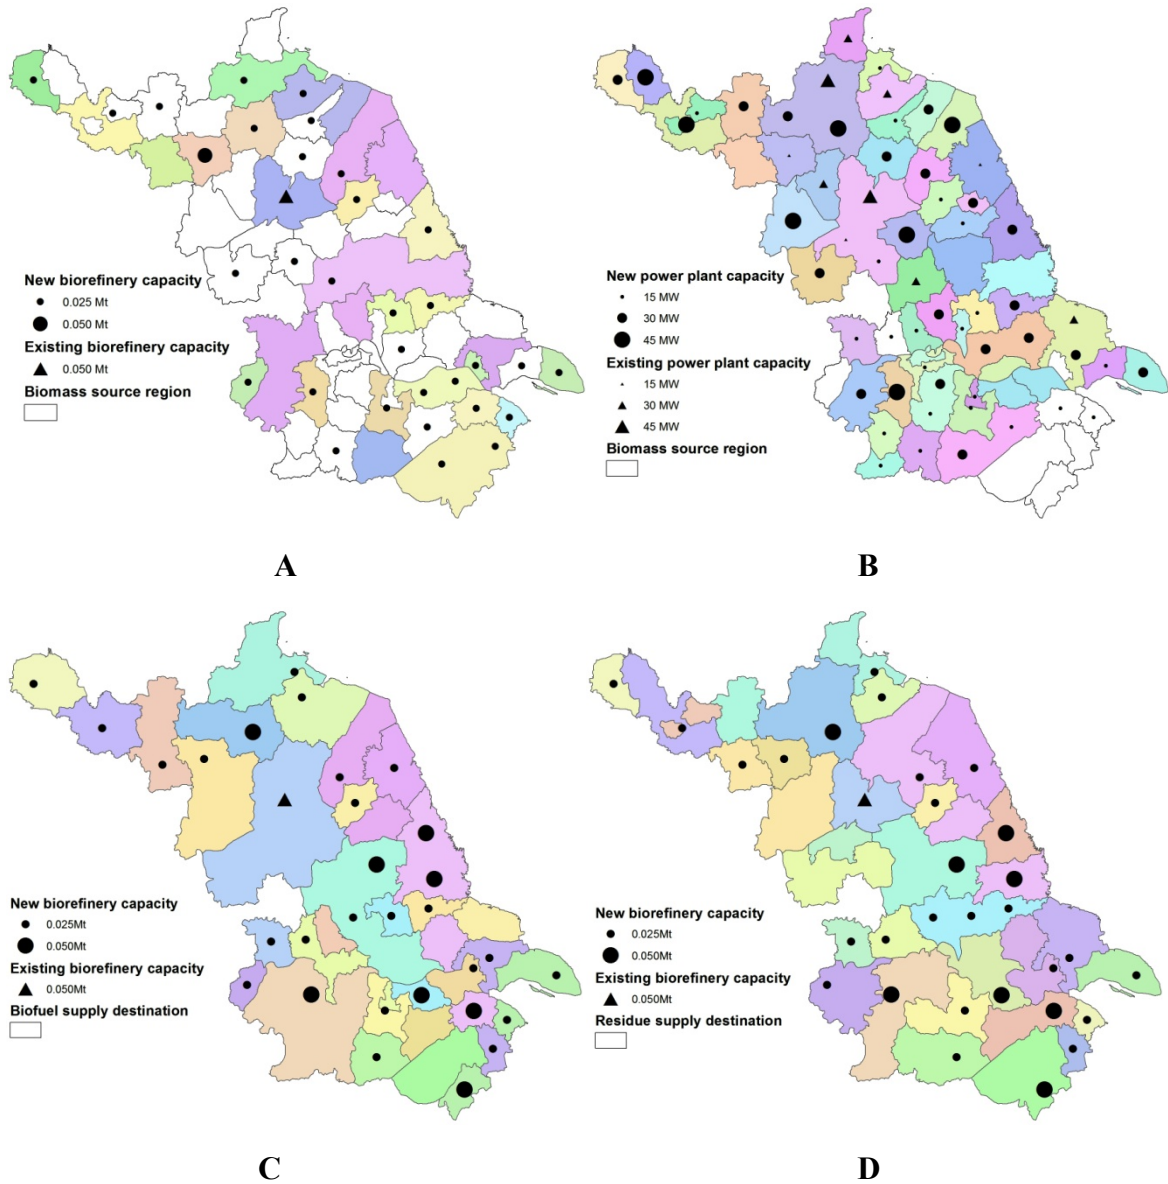 New biorefinery capacity
0.025 Mt
0.050 Mt
Existing biorefinery capacity
0.050 Mt
Biomass source region
A
New power plant capacity
15 MW
30 MW
45 MW
Existing power plant capacity
15 MW
30 MW
45 MW
Biomass source region
B
New biorefinery capacity
0.025Mt
0.050Mt
Existing biorefinery capacity
0.050Mt
Biofuel supply destination
C
New biorefinery capacity
0.025Mt
0.050Mt
Existing biorefinery capacity
0.050Mt
Residue supply destination
D